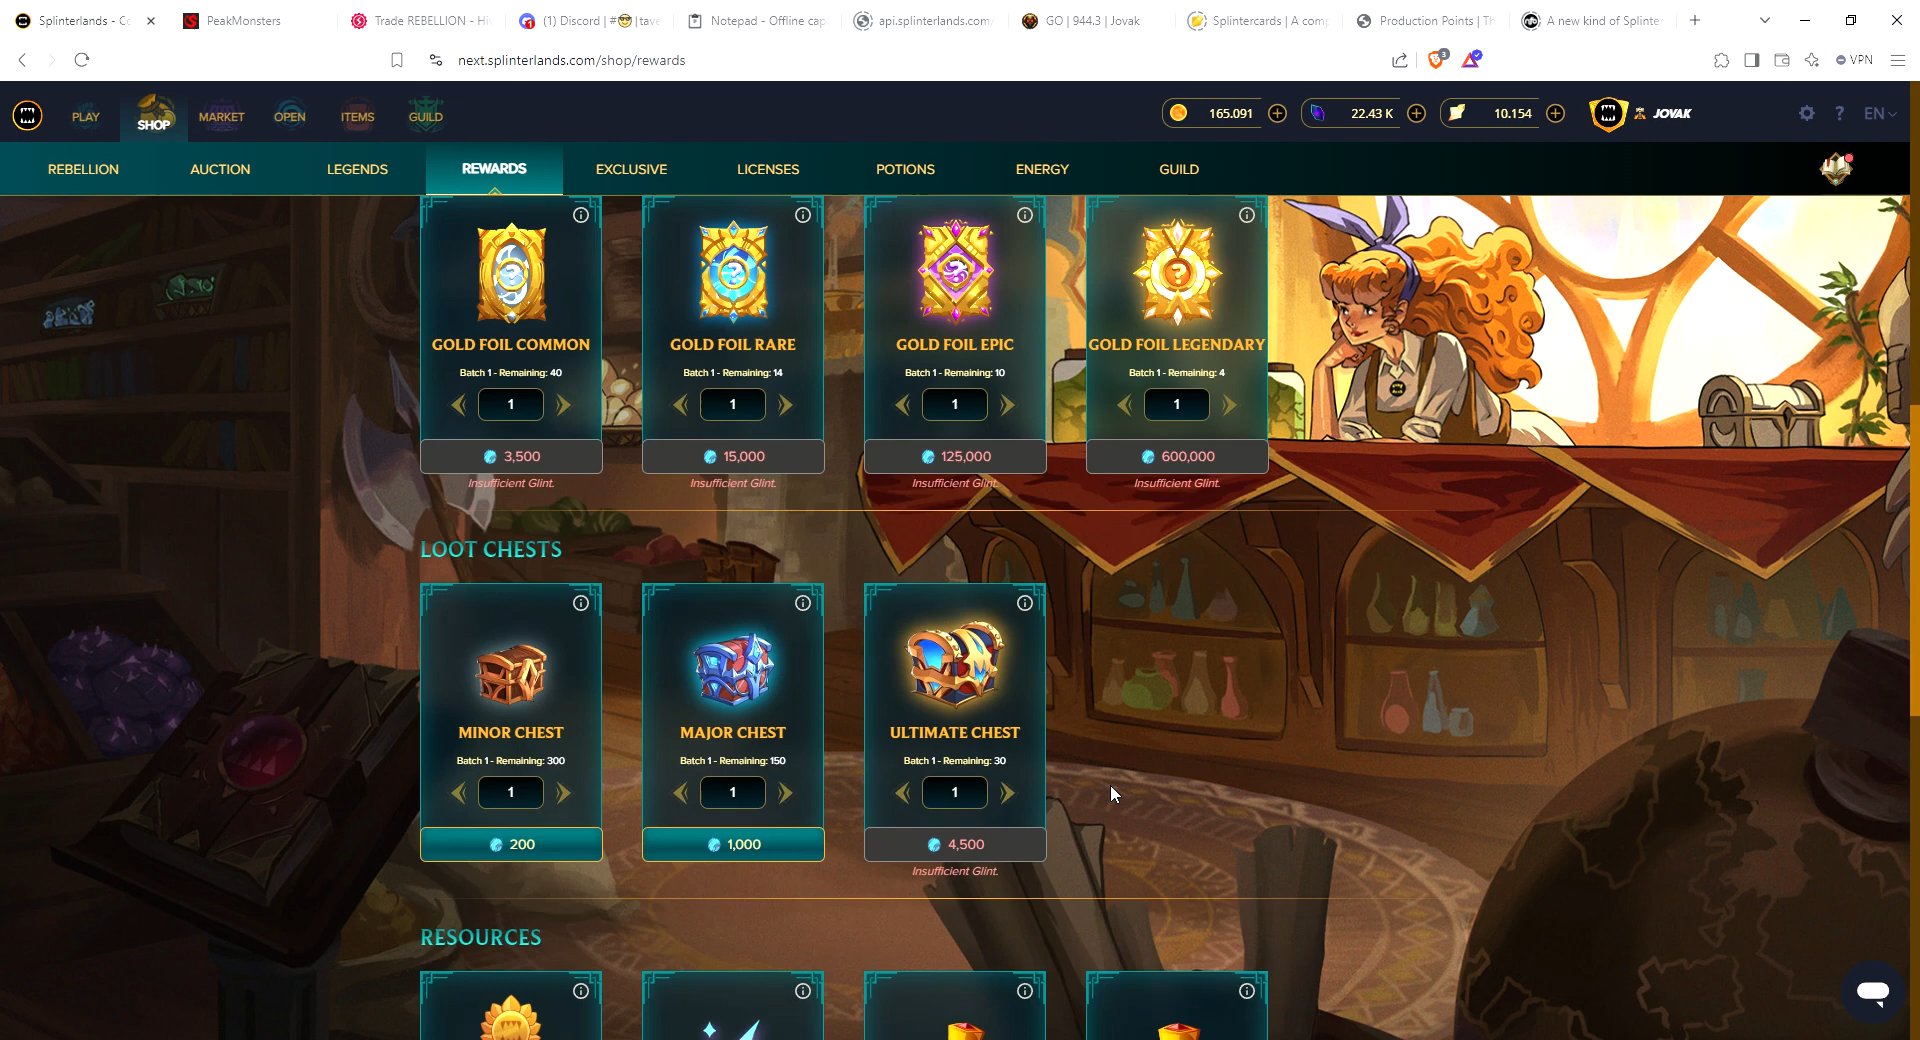 Splinterlands - Co
PeakMonsters
Trade REBELLION - Hi
(1) Discord | #😎|tave
Notepad - Offline cap
api.splinterlands.com/
GO | 944.3 | Jovak
Splintercards | A comp
Production Points | Th
A new kind of Splinte
next.splinterlands.com/shop/rewards
3
VPN
PLAY
SHOP
MARKET
OPEN
ITEMS
GUILD
165.091
22.43 K
10.154
JOVAK
?
EN
REBELLION
AUCTION
LEGENDS
REWARDS
EXCLUSIVE
LICENSES
POTIONS
ENERGY
GUILD
GOLD FOIL COMMON
Batch 1 - Remaining: 40
1
3,500
Insufficient Glint.
GOLD FOIL RARE
Batch 1 - Remaining: 14
1
15,000
Insufficient Glint.
GOLD FOIL EPIC
Batch 1 - Remaining: 10
1
125,000
Insufficient Glint.
GOLD FOIL LEGENDARY
Batch 1 - Remaining: 4
1
600,000
Insufficient Glint.
LOOT CHESTS
MINOR CHEST
Batch 1 - Remaining: 300
1
200
MAJOR CHEST
Batch 1 - Remaining: 150
1
1,000
ULTIMATE CHEST
Batch 1 - Remaining: 30
1
4,500
Insufficient Glint.
RESOURCES